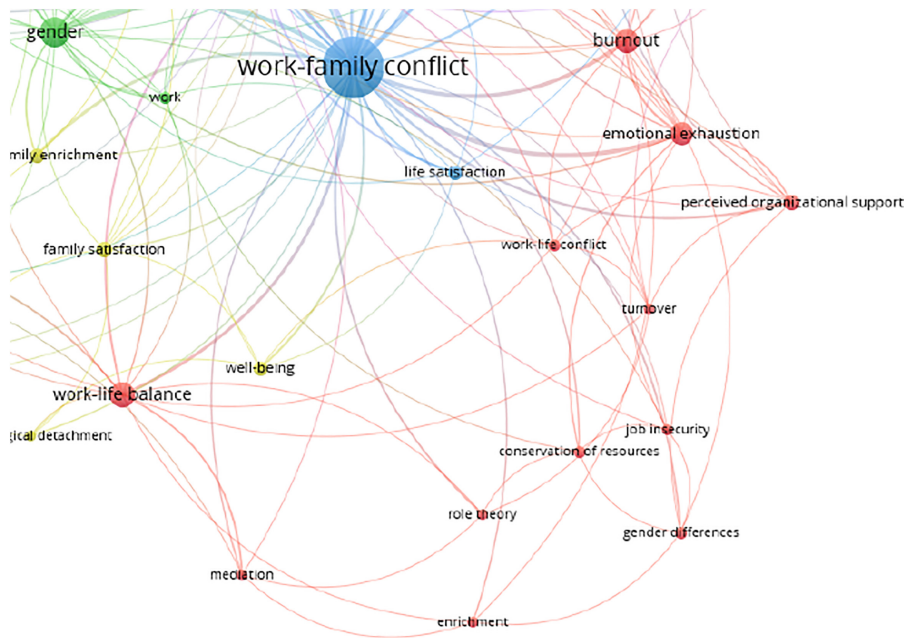 gender
burnout
work-family conflict
work
emotional exhaustion
mily enrichment
life satisfaction
perceived organizational support
work-life conflict
family satisfaction
turnover
well-being
work-life balance
job insecurity
gical detachment
conservation of resources
role theory
gender differences
mediation
enrichment